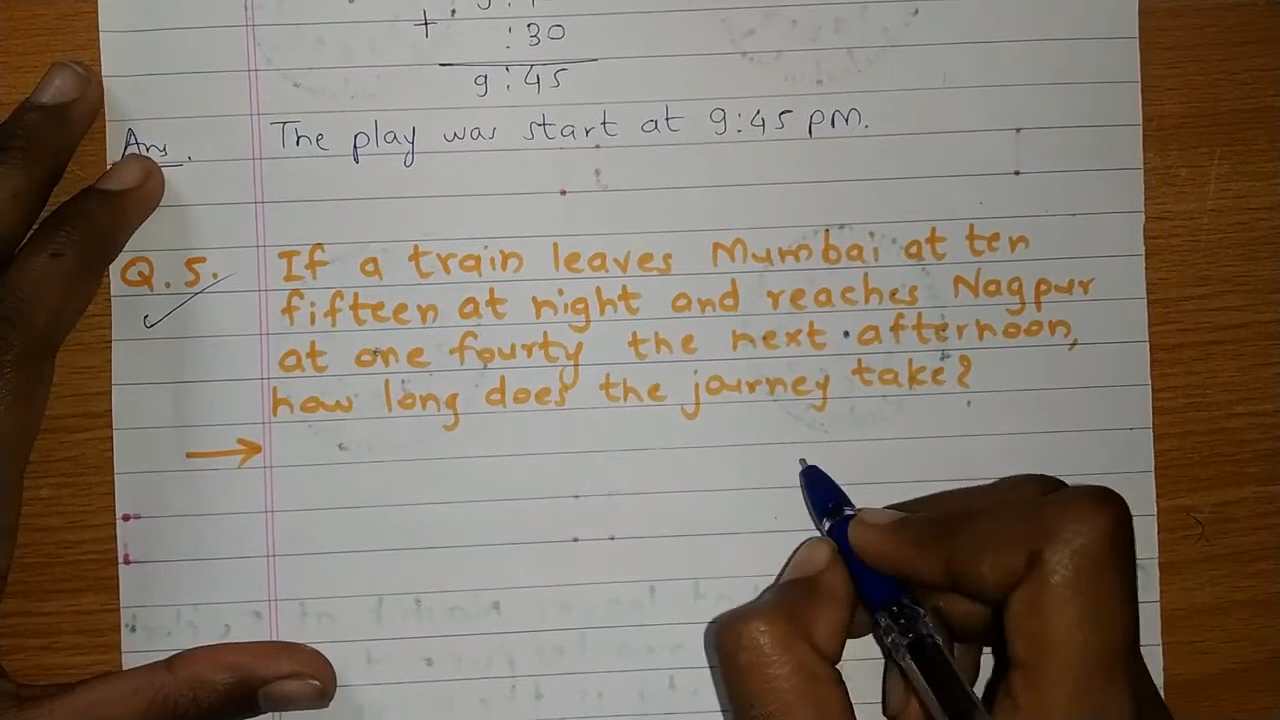 + :30
9:45
Ans. The play was start at 9:45 pm.
Q.5. If a train leaves Mumbai at ten
fifteen at night and reaches Nagpur
at one fourty the next afternoon,
how long does the journey take?
→